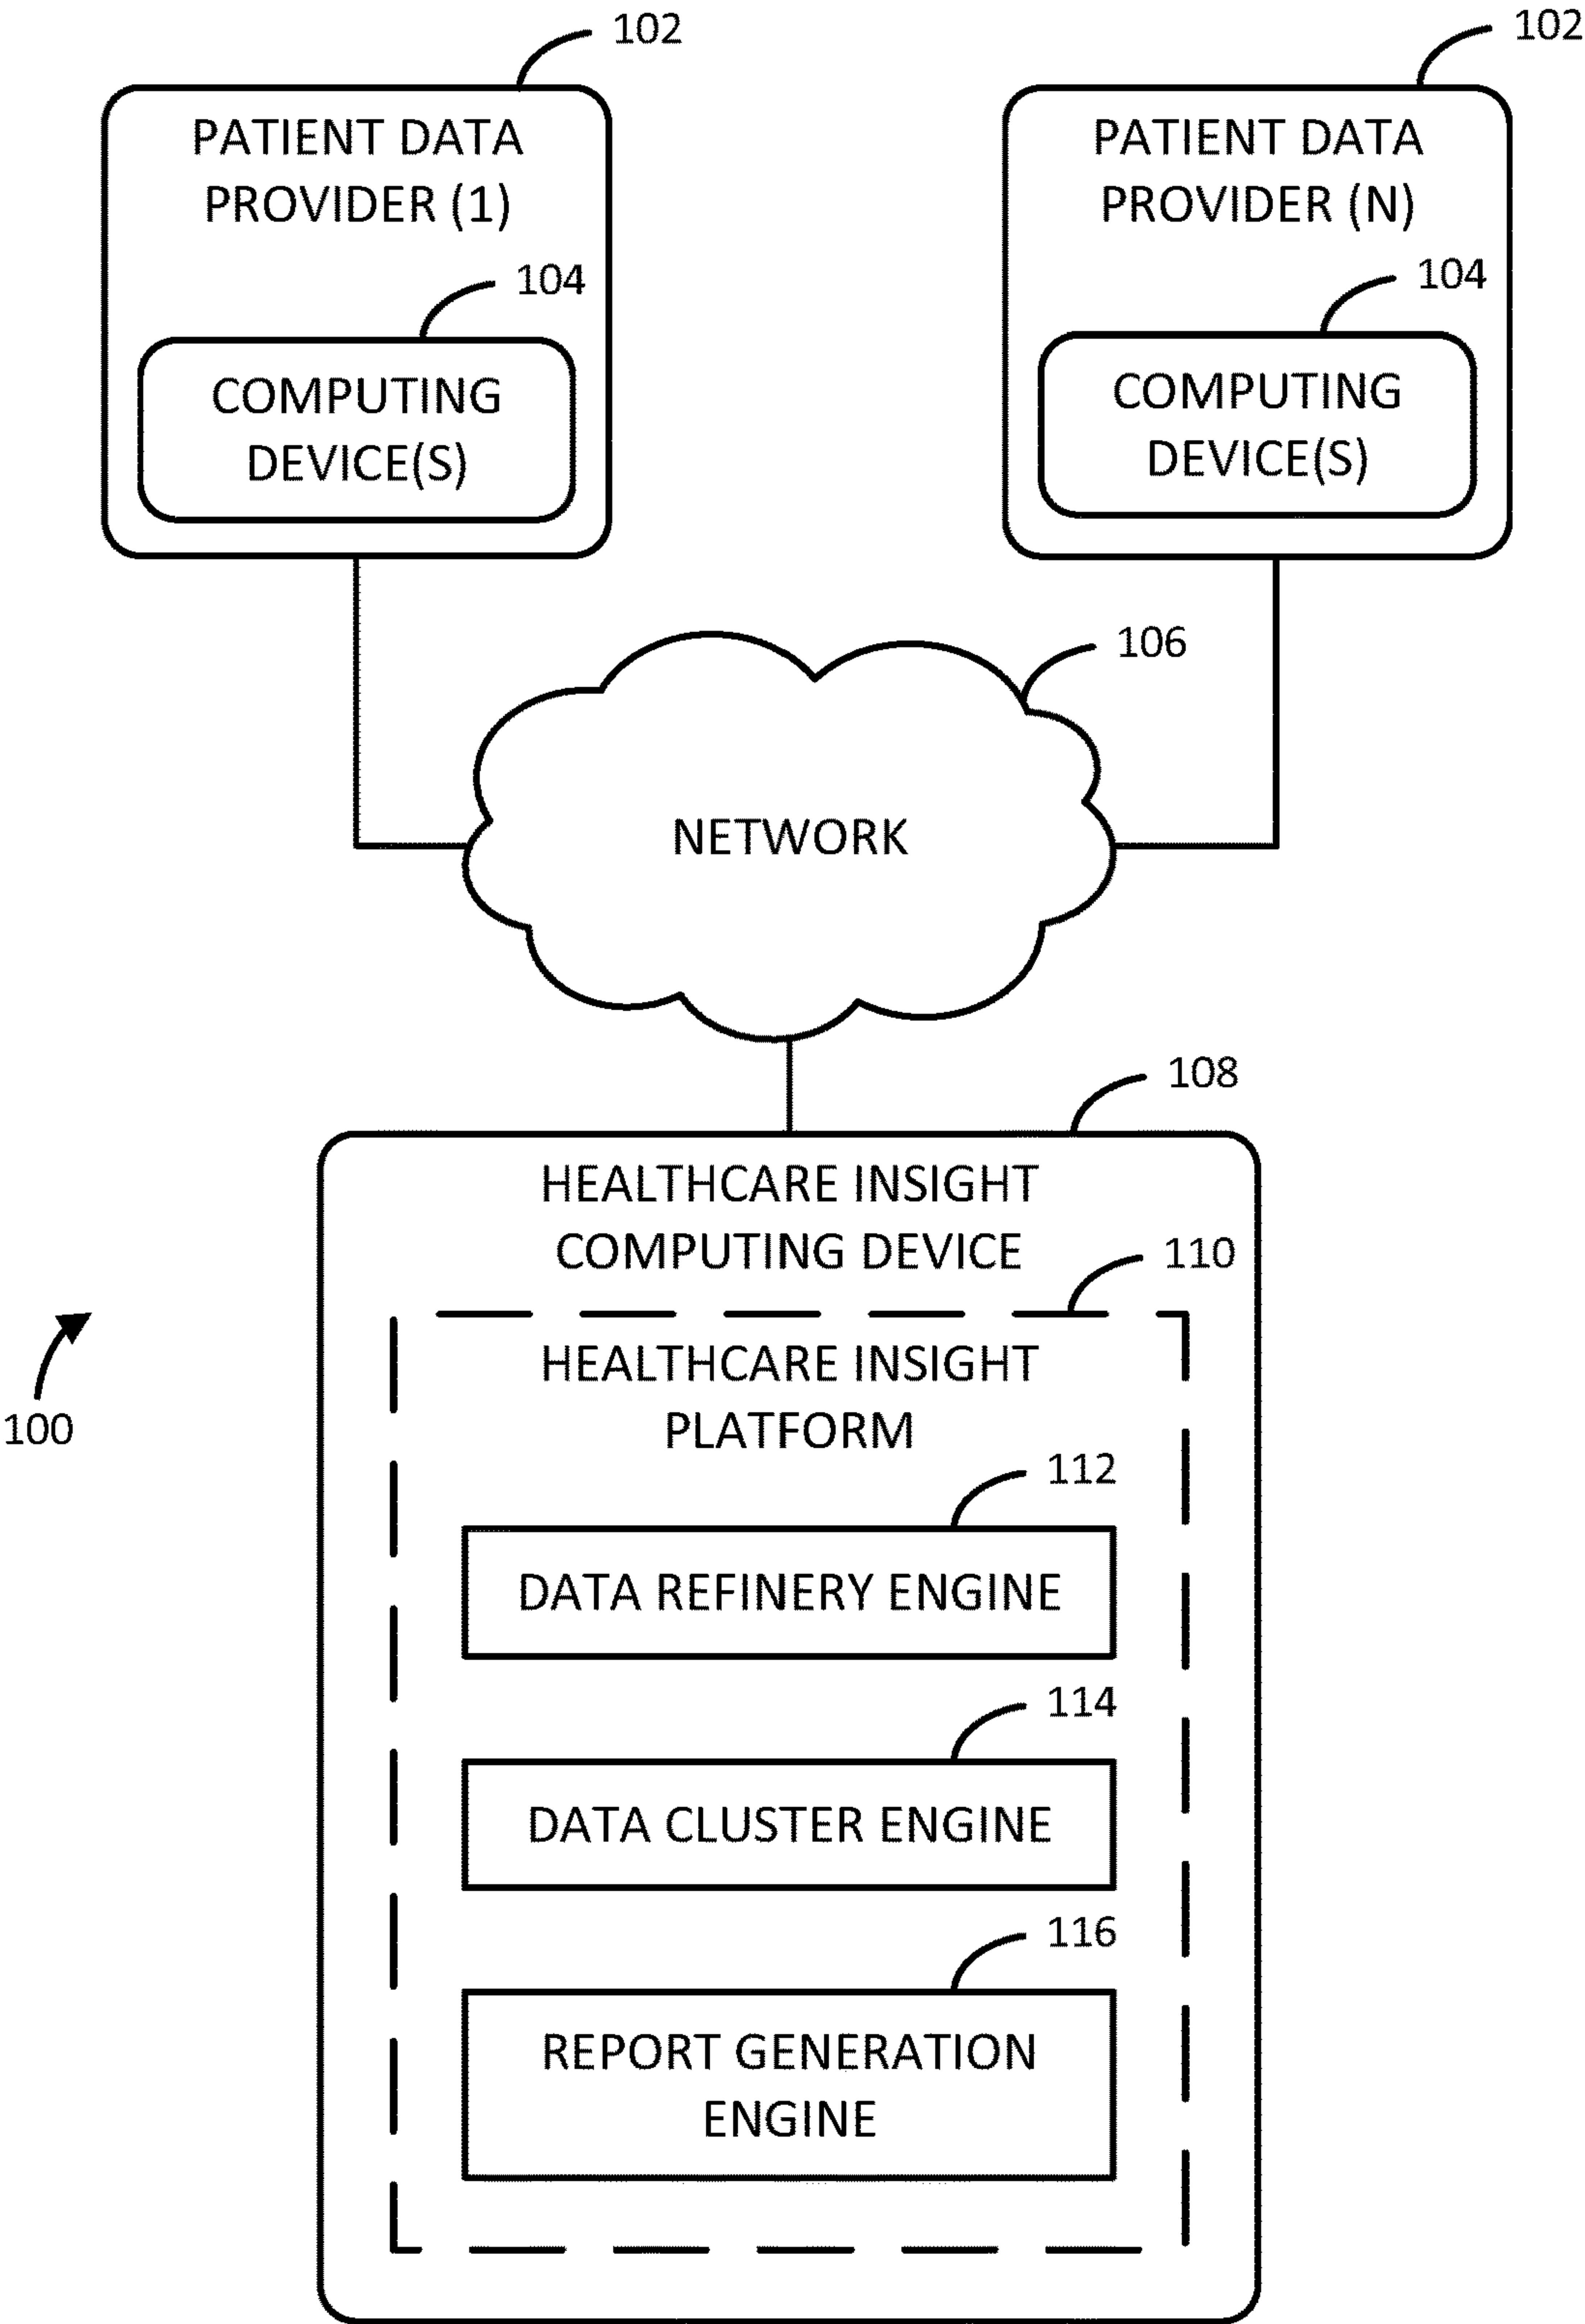 102
PATIENT DATA
PROVIDER (1)
104
COMPUTING
DEVICE(S)
102
PATIENT DATA
PROVIDER (N)
104
COMPUTING
DEVICE(S)
106
NETWORK
108
HEALTHCARE INSIGHT
COMPUTING DEVICE
110
HEALTHCARE INSIGHT
PLATFORM
100
112
DATA REFINERY ENGINE
114
DATA CLUSTER ENGINE
116
REPORT GENERATION
ENGINE